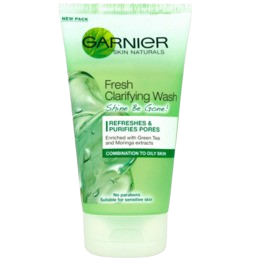 NEW PACK
GARNIER
SKIN NATURALS
Fresh
Clarifying Wash
Shine Be Gone!
REFRESHES &
PURIFIES PORES
Enriched with Green Tea
and Moringa extracts
COMBINATION TO OILY SKIN
No parabens
Suitable for sensitive skin